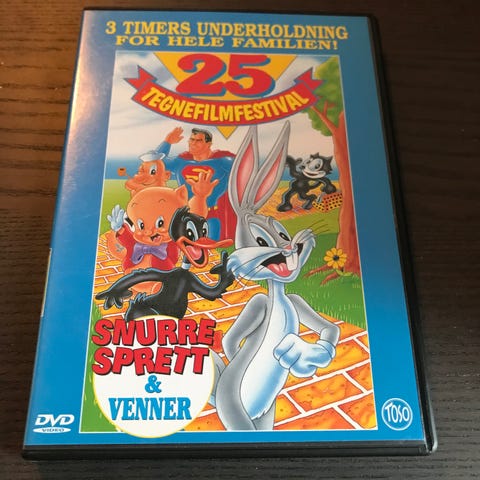 3 TIMERS UNDERHOLDNING
FOR HELE FAMILIEN!
25
TEGNEFILMFESTIVAL
SNURRE
SPRETT
&
VENNER
DVD
VIDEO
TOSO